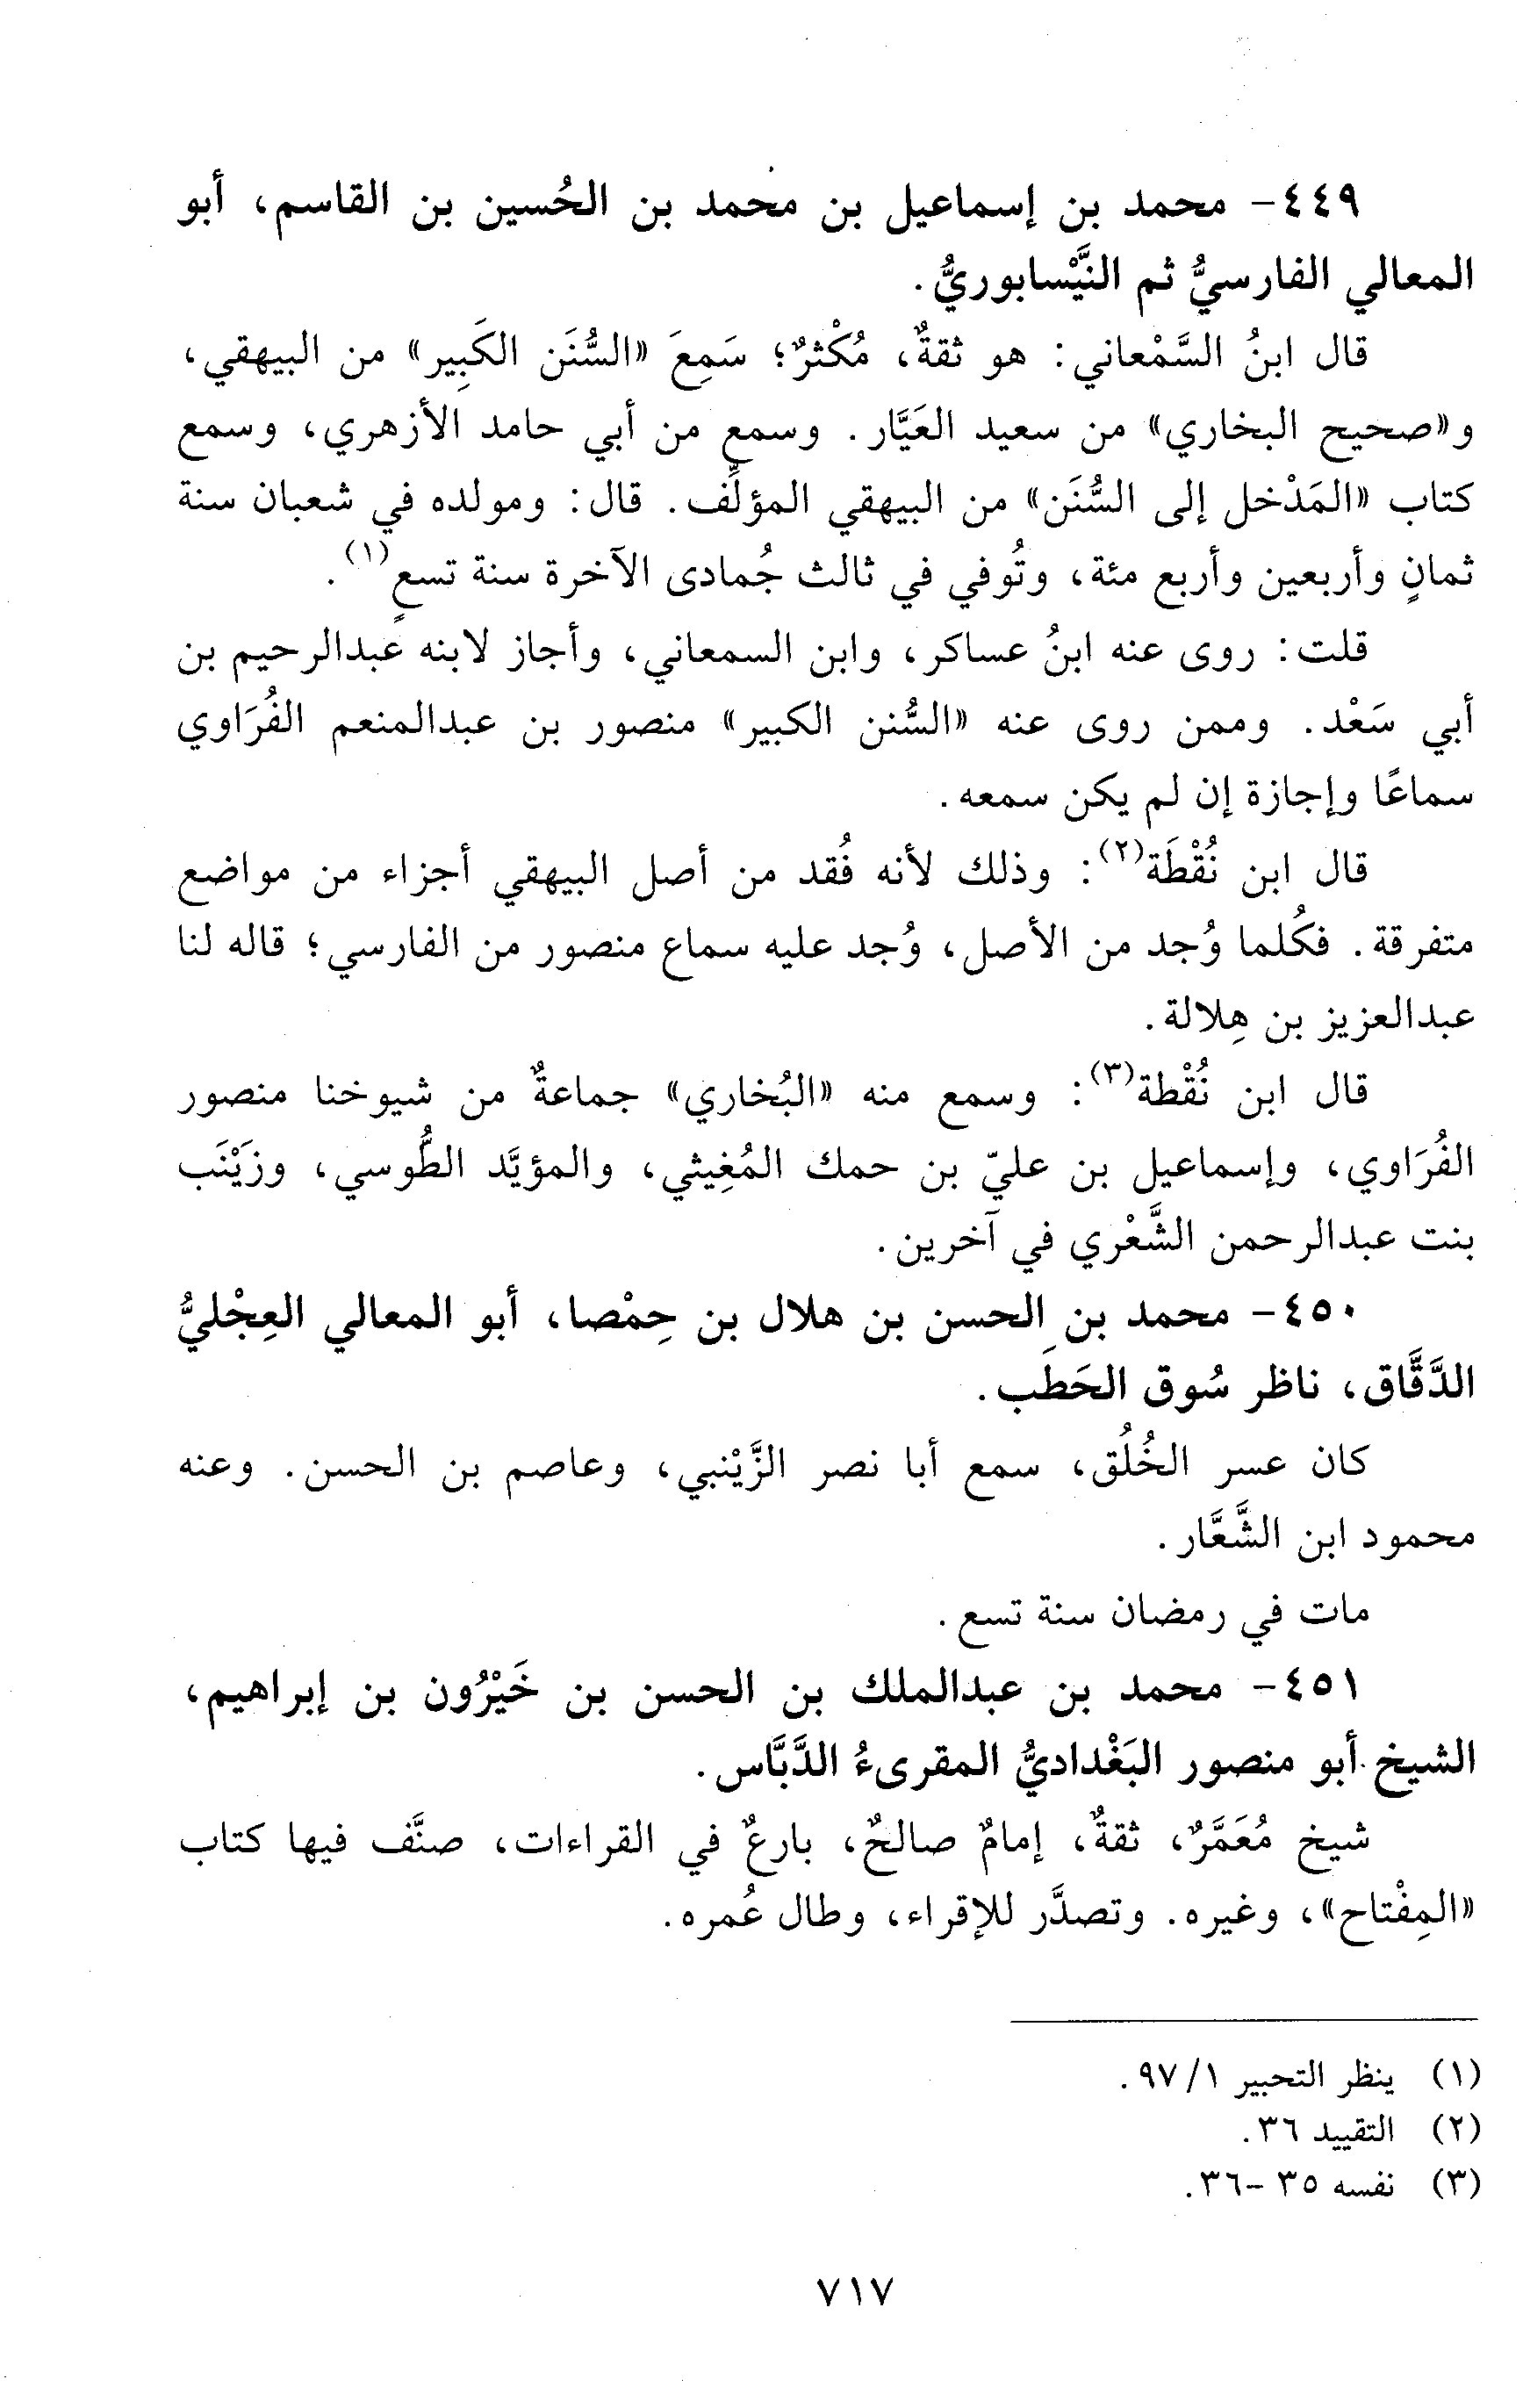 ٤٤٩- محمد بن إسماعيل بن محمد بن الحُسين بن القاسم، أبو
المعالي الفارسيُّ ثم النَّيْسابوريُّ.
قال ابنُ السَّمْعاني: هو ثقةٌ، مُكْثرٌ؛ سَمِعَ «السُّنَن الكَبِير» من البيهقي،
و«صحيح البخاري» من سعيد العَيَّار. وسمع من أبي حامد الأزهري، وسمع
كتاب «المَدْخل إلى السُّنَن» من البيهقي المؤلِّف. قال: ومولده في شعبان سنة
ثمانٍ وأربعين وأربع مئة، وتُوفي في ثالث جُمادى الآخرة سنة تسعٍ(١).
قلت: روى عنه ابنُ عساكر، وابن السمعاني، وأجاز لابنه عبدالرحيم بن
أبي سَعْد. وممن روى عنه «السُّنن الكبير» منصور بن عبدالمنعم الفُرَاوي
سماعًا وإجازة إن لم يكن سمعه.
قال ابن نُقْطَة(٢): وذلك لأنه فُقد من أصل البيهقي أجزاء من مواضع
متفرقة. فكُلما وُجد من الأصل، وُجد عليه سماع منصور من الفارسي؛ قاله لنا
عبدالعزيز بن هِلالة.
قال ابن نُقْطة(٣): وسمع منه «البُخاري» جماعةٌ من شيوخنا منصور
الفُرَاوي، وإسماعيل بن عليّ بن حمك المُغِيثي، والمؤيَّد الطُّوسي، وزَيْنَب
بنت عبدالرحمن الشَّعْري في آخرين.
٤٥٠- محمد بن الحسن بن هلال بن حِمْصا، أبو المعالي العِجْليُّ
الدَّقَّاق، ناظر سُوق الحَطَب.
كان عسر الخُلُق، سمع أبا نصر الزَّيْنبي، وعاصم بن الحسن. وعنه
محمود ابن الشَّعَّار.
مات في رمضان سنة تسع.
٤٥١- محمد بن عبدالملك بن الحسن بن خَيْرُون بن إبراهيم،
الشيخ أبو منصور البَغْداديُّ المقرىءُ الدَّبَّاس.
شيخ مُعَمَّرٌ، ثقةٌ، إمامٌ صالحٌ، بارعٌ في القراءات، صنَّف فيها كتاب
«المِفْتاح»، وغيره. وتصدَّر للإقراء، وطال عُمره.
(١) ينظر التحبير ١/ ٩٧.
(٢) التقييد ٣٦.
(٣) نفسه ٣٥ -٣٦.
٧١٧